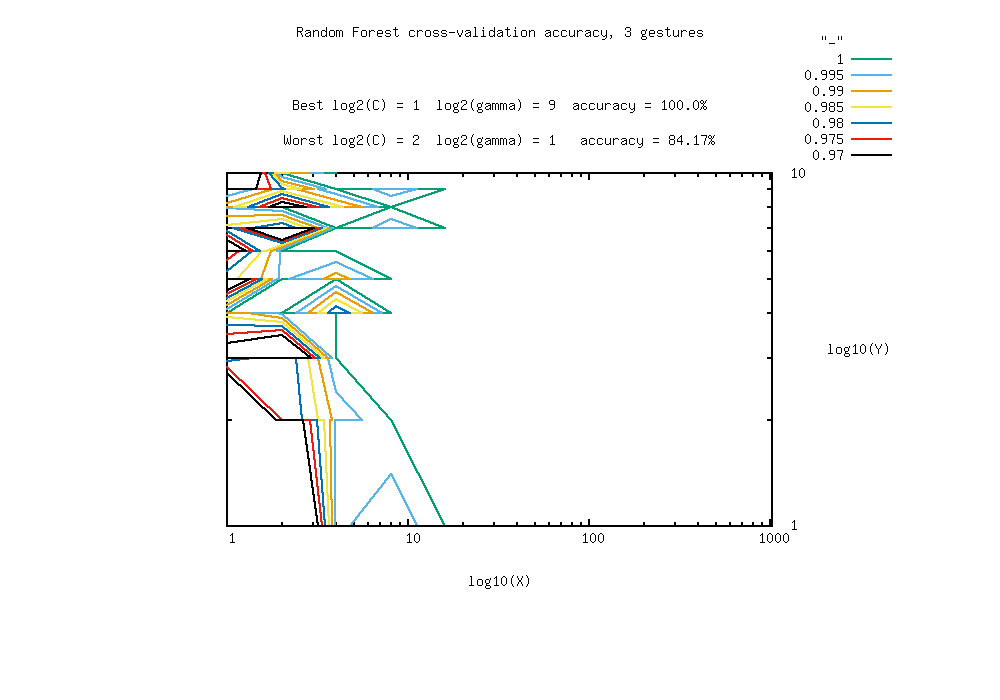 Random Forest cross-validation accuracy, 3 gestures
"_"
1
0.995
0.99
0.985
0.98
0.975
0.97
Best log2(C) = 1  log2(gamma) = 9  accuracy = 100.0%
Worst log2(C) = 2  log2(gamma) = 1   accuracy = 84.17%
10
log10(Y)
1
1 10 100 1000
log10(X)